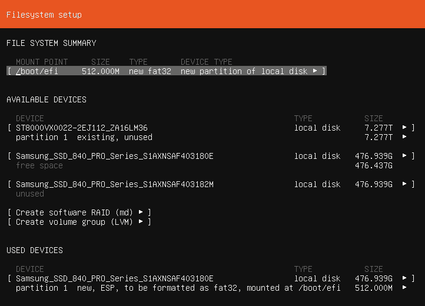 Filesystem setup
FILE SYSTEM SUMMARY
MOUNT POINT SIZE TYPE DEVICE TYPE
[ /boot/efi 512.000M new fat32 new partition of local disk ▸ ]
AVAILABLE DEVICES
DEVICE TYPE SIZE
[ ST8000VX0022-2EJ112_ZA16LM36 local disk 7.277T ▸ ]
partition 1 existing, unused 7.277T ▸
[ Samsung_SSD_840_PRO_Series_S1AXNSAF403180E local disk 476.939G ▸ ]
free space 476.437G
[ Samsung_SSD_840_PRO_Series_S1AXNSAF403182M local disk 476.939G ▸ ]
unused
[ Create software RAID (md) ▸ ]
[ Create volume group (LVM) ▸ ]
USED DEVICES
DEVICE TYPE SIZE
[ Samsung_SSD_840_PRO_Series_S1AXNSAF403180E local disk 476.939G ▸ ]
partition 1 new, ESP, to be formatted as fat32, mounted at /boot/efi 512.000M ▸